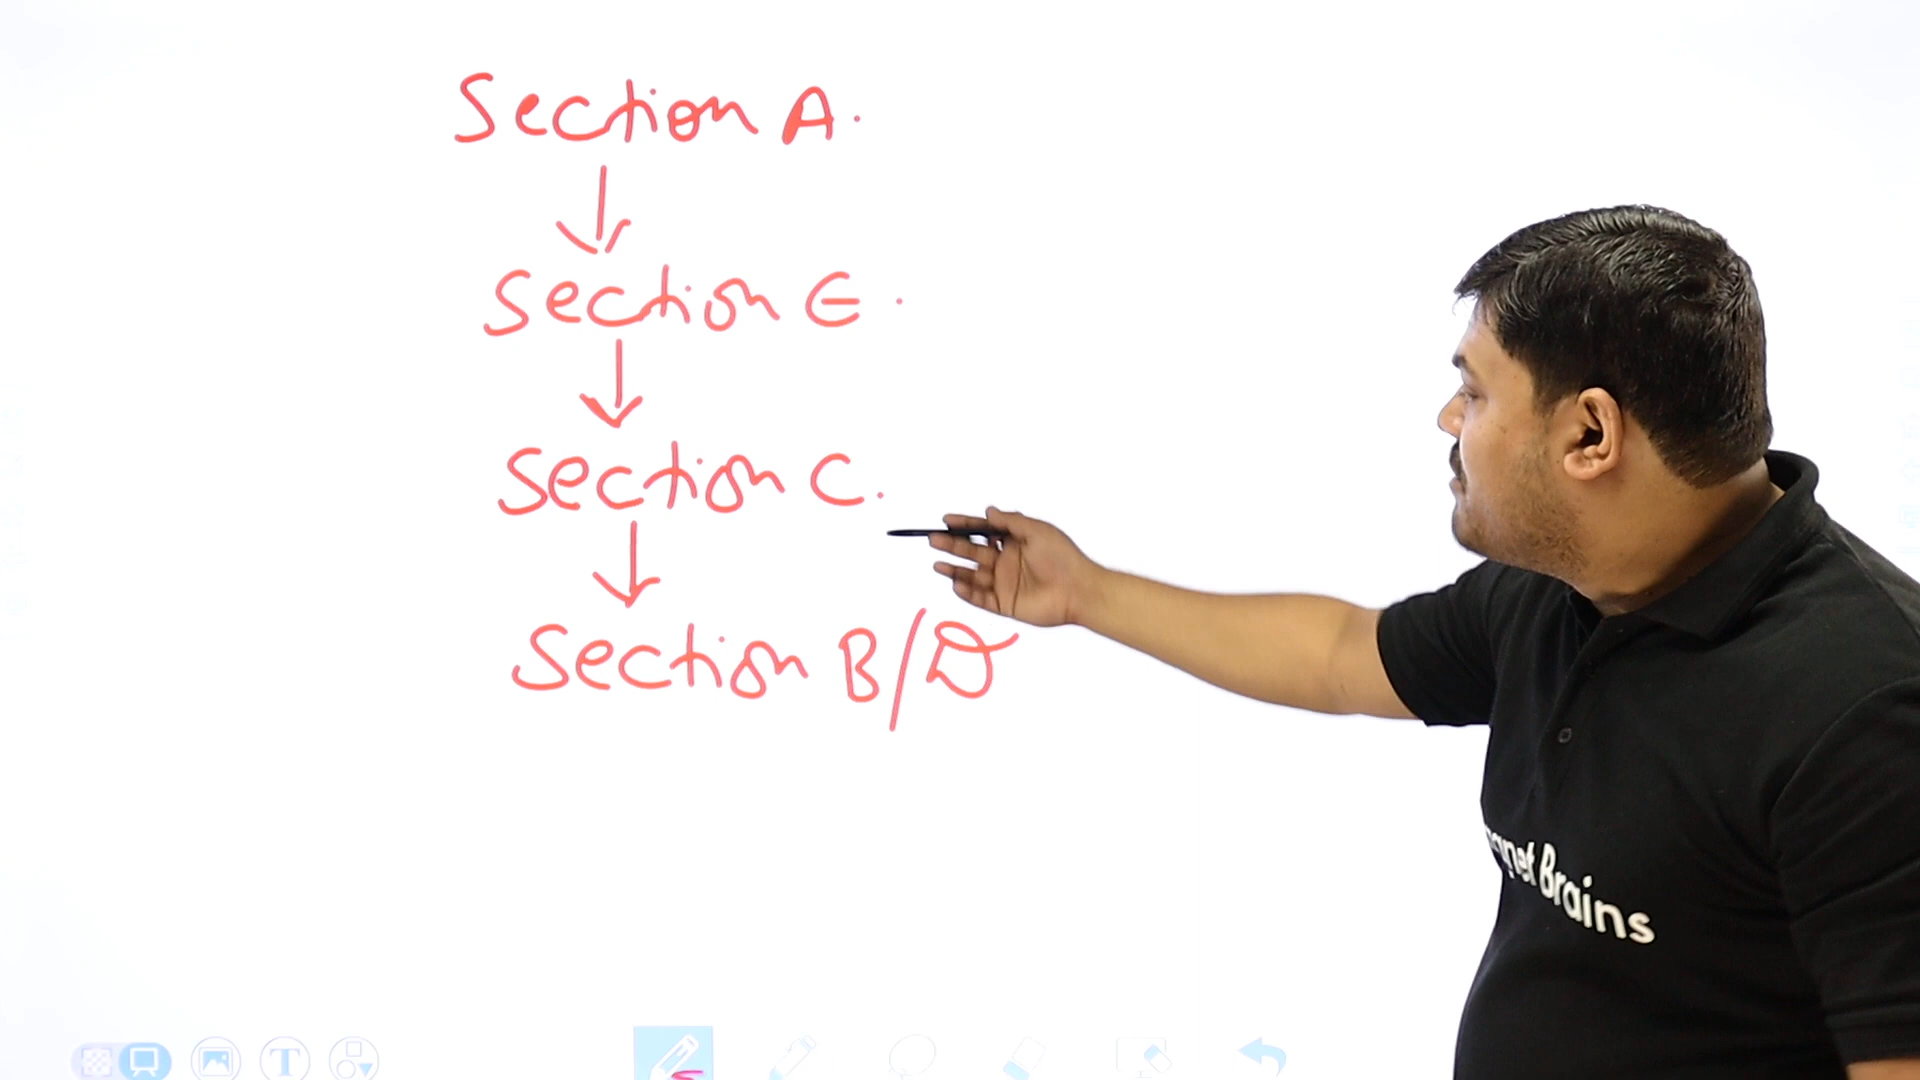 Section A.
Section E.
Section C.
Section B/D
Brains